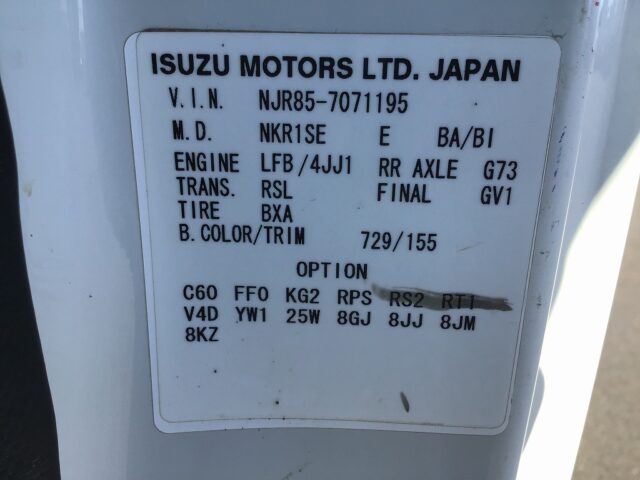 ISUZU MOTORS LTD. JAPAN
V.I.N. NJR85-7071195
M.D. NKR1SE E BA/BI
ENGINE LFB/4JJ1 RR AXLE G73
TRANS. RSL FINAL GV1
TIRE BXA
B.COLOR/TRIM 729/155
OPTION
C60 FF0 KG2 RPS RS2 RT1
V4D YW1 25W 8GJ 8JJ 8JM
8KZ